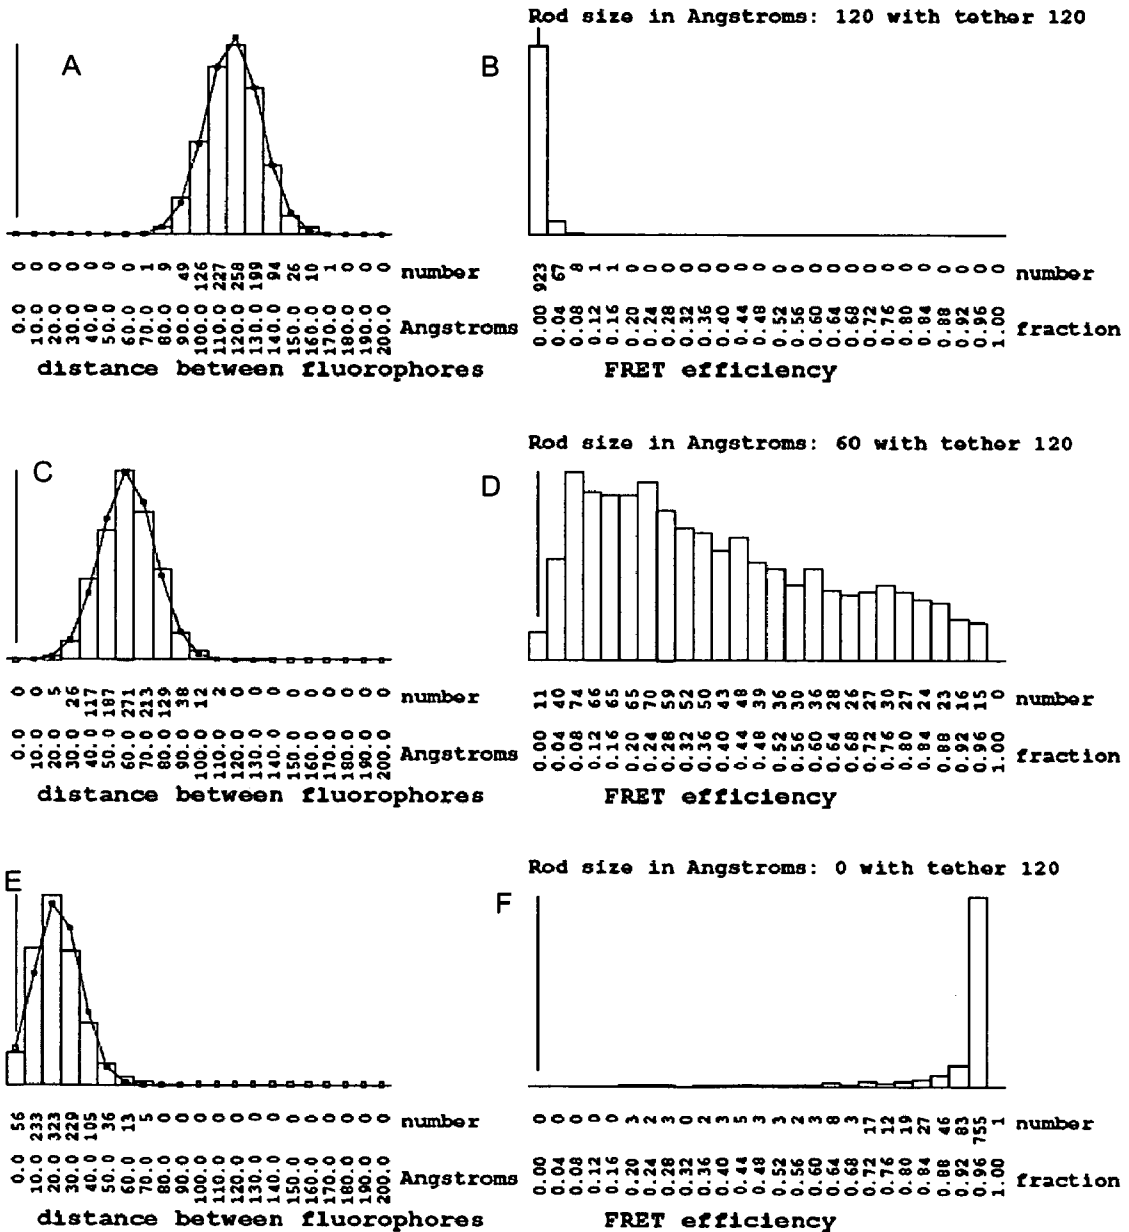 Rod size in Angstroms: 120 with tether 120
A
B
0 0 0 0 0 0 0 1 9 49 126 227 258 199 94 26 10 1 0 0 0 number
923 67 8 1 1 0 0 0 0 0 0 0 0 0 0 0 0 0 0 0 0 0 0 0 0 0
0.0 10.0 20.0 30.0 40.0 50.0 60.0 70.0 80.0 90.0 100.0 110.0 120.0 130.0 140.0 150.0 160.0 170.0 180.0 190.0 200.0 Angstroms
0.00 0.04 0.08 0.12 0.16 0.20 0.24 0.28 0.32 0.36 0.40 0.44 0.48 0.52 0.56 0.60 0.64 0.68 0.72 0.76 0.80 0.84 0.88 0.92 0.96 1.00 fraction
distance between fluorophores
FRET efficiency
Rod size in Angstroms: 60 with tether 120
C
D
0 0 5 26 117 187 271 213 129 38 12 2 0 0 0 0 0 0 0 0 0 number
11 40 74 66 65 65 70 59 52 50 43 48 39 36 30 36 28 26 27 30 27 24 23 16 15 0 number
0.0 10.0 20.0 30.0 40.0 50.0 60.0 70.0 80.0 90.0 100.0 110.0 120.0 130.0 140.0 150.0 160.0 170.0 180.0 190.0 200.0 Angstroms
0.00 0.04 0.08 0.12 0.16 0.20 0.24 0.28 0.32 0.36 0.40 0.44 0.48 0.52 0.56 0.60 0.64 0.68 0.72 0.76 0.80 0.84 0.88 0.92 0.96 1.00 fraction
distance between fluorophores
FRET efficiency
Rod size in Angstroms: 0 with tether 120
E
F
56 233 323 229 105 36 13 5 0 0 0 0 0 0 0 0 0 0 0 0 0 number
0 0 0 0 0 3 2 3 0 2 2 5 3 3 2 3 8 3 17 12 19 27 46 83 755 1 number
0.0 10.0 20.0 30.0 40.0 50.0 60.0 70.0 80.0 90.0 100.0 110.0 120.0 130.0 140.0 150.0 160.0 170.0 180.0 190.0 200.0 Angstroms
0.00 0.04 0.08 0.12 0.16 0.20 0.24 0.28 0.32 0.36 0.40 0.44 0.48 0.52 0.56 0.60 0.64 0.68 0.72 0.76 0.80 0.84 0.88 0.92 0.96 1.00 fraction
distance between fluorophores
FRET efficiency